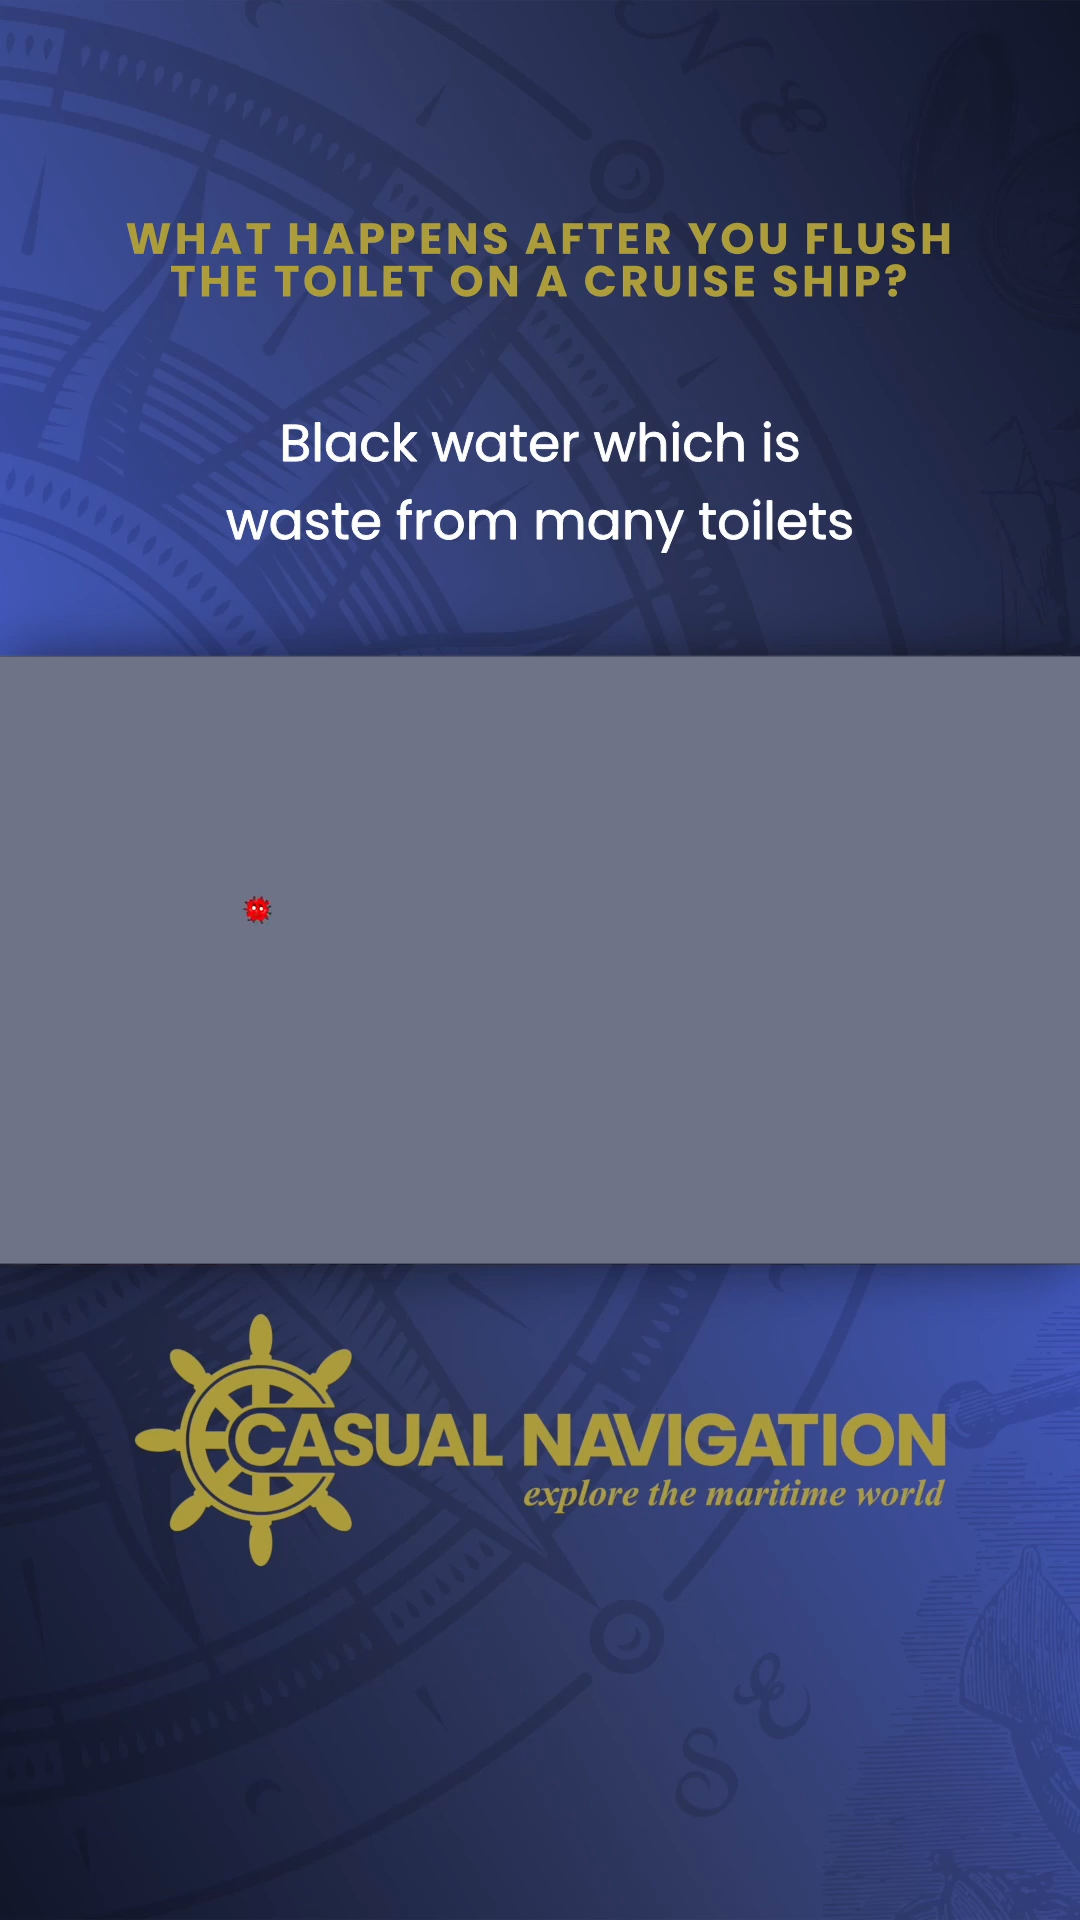 WHAT HAPPENS AFTER YOU FLUSH
THE TOILET ON A CRUISE SHIP?
Black water which is
waste from many toilets
CASUAL NAVIGATION
explore the maritime world
N E
S E